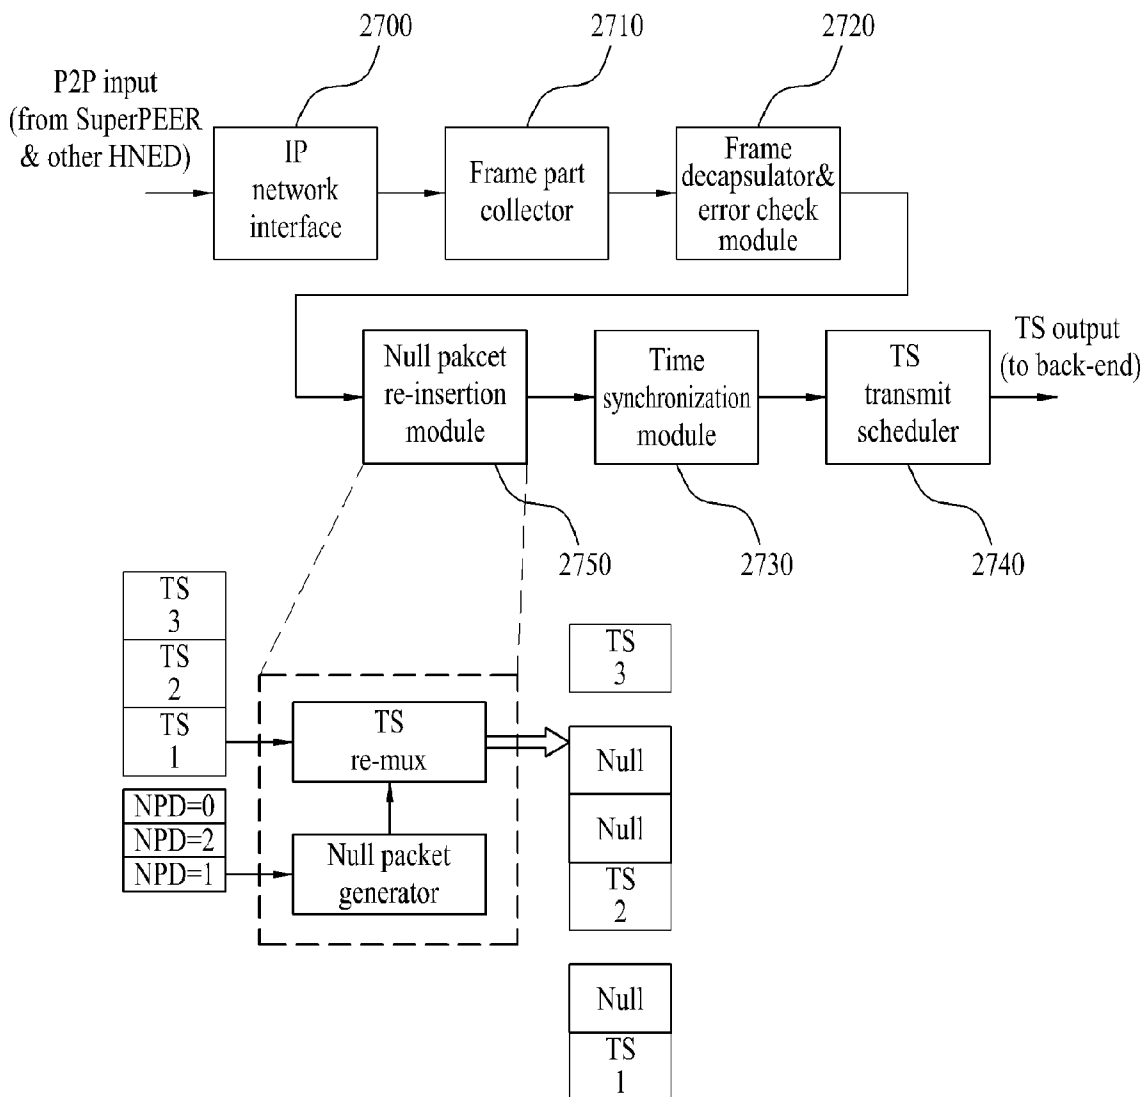 2700
2710
2720
P2P input
(from SuperPEER
& other HNED)
IP
network
interface
Frame part
collector
Frame
decapsulator&
error check
module
Null pakcet
re-insertion
module
Time
synchronization
module
TS
transmit
scheduler
TS output
(to back-end)
2750
2730
2740
TS
3
TS
2
TS
1
NPD=0
NPD=2
NPD=1
TS
re-mux
Null packet
generator
TS
3
Null
Null
TS
2
Null
TS
1